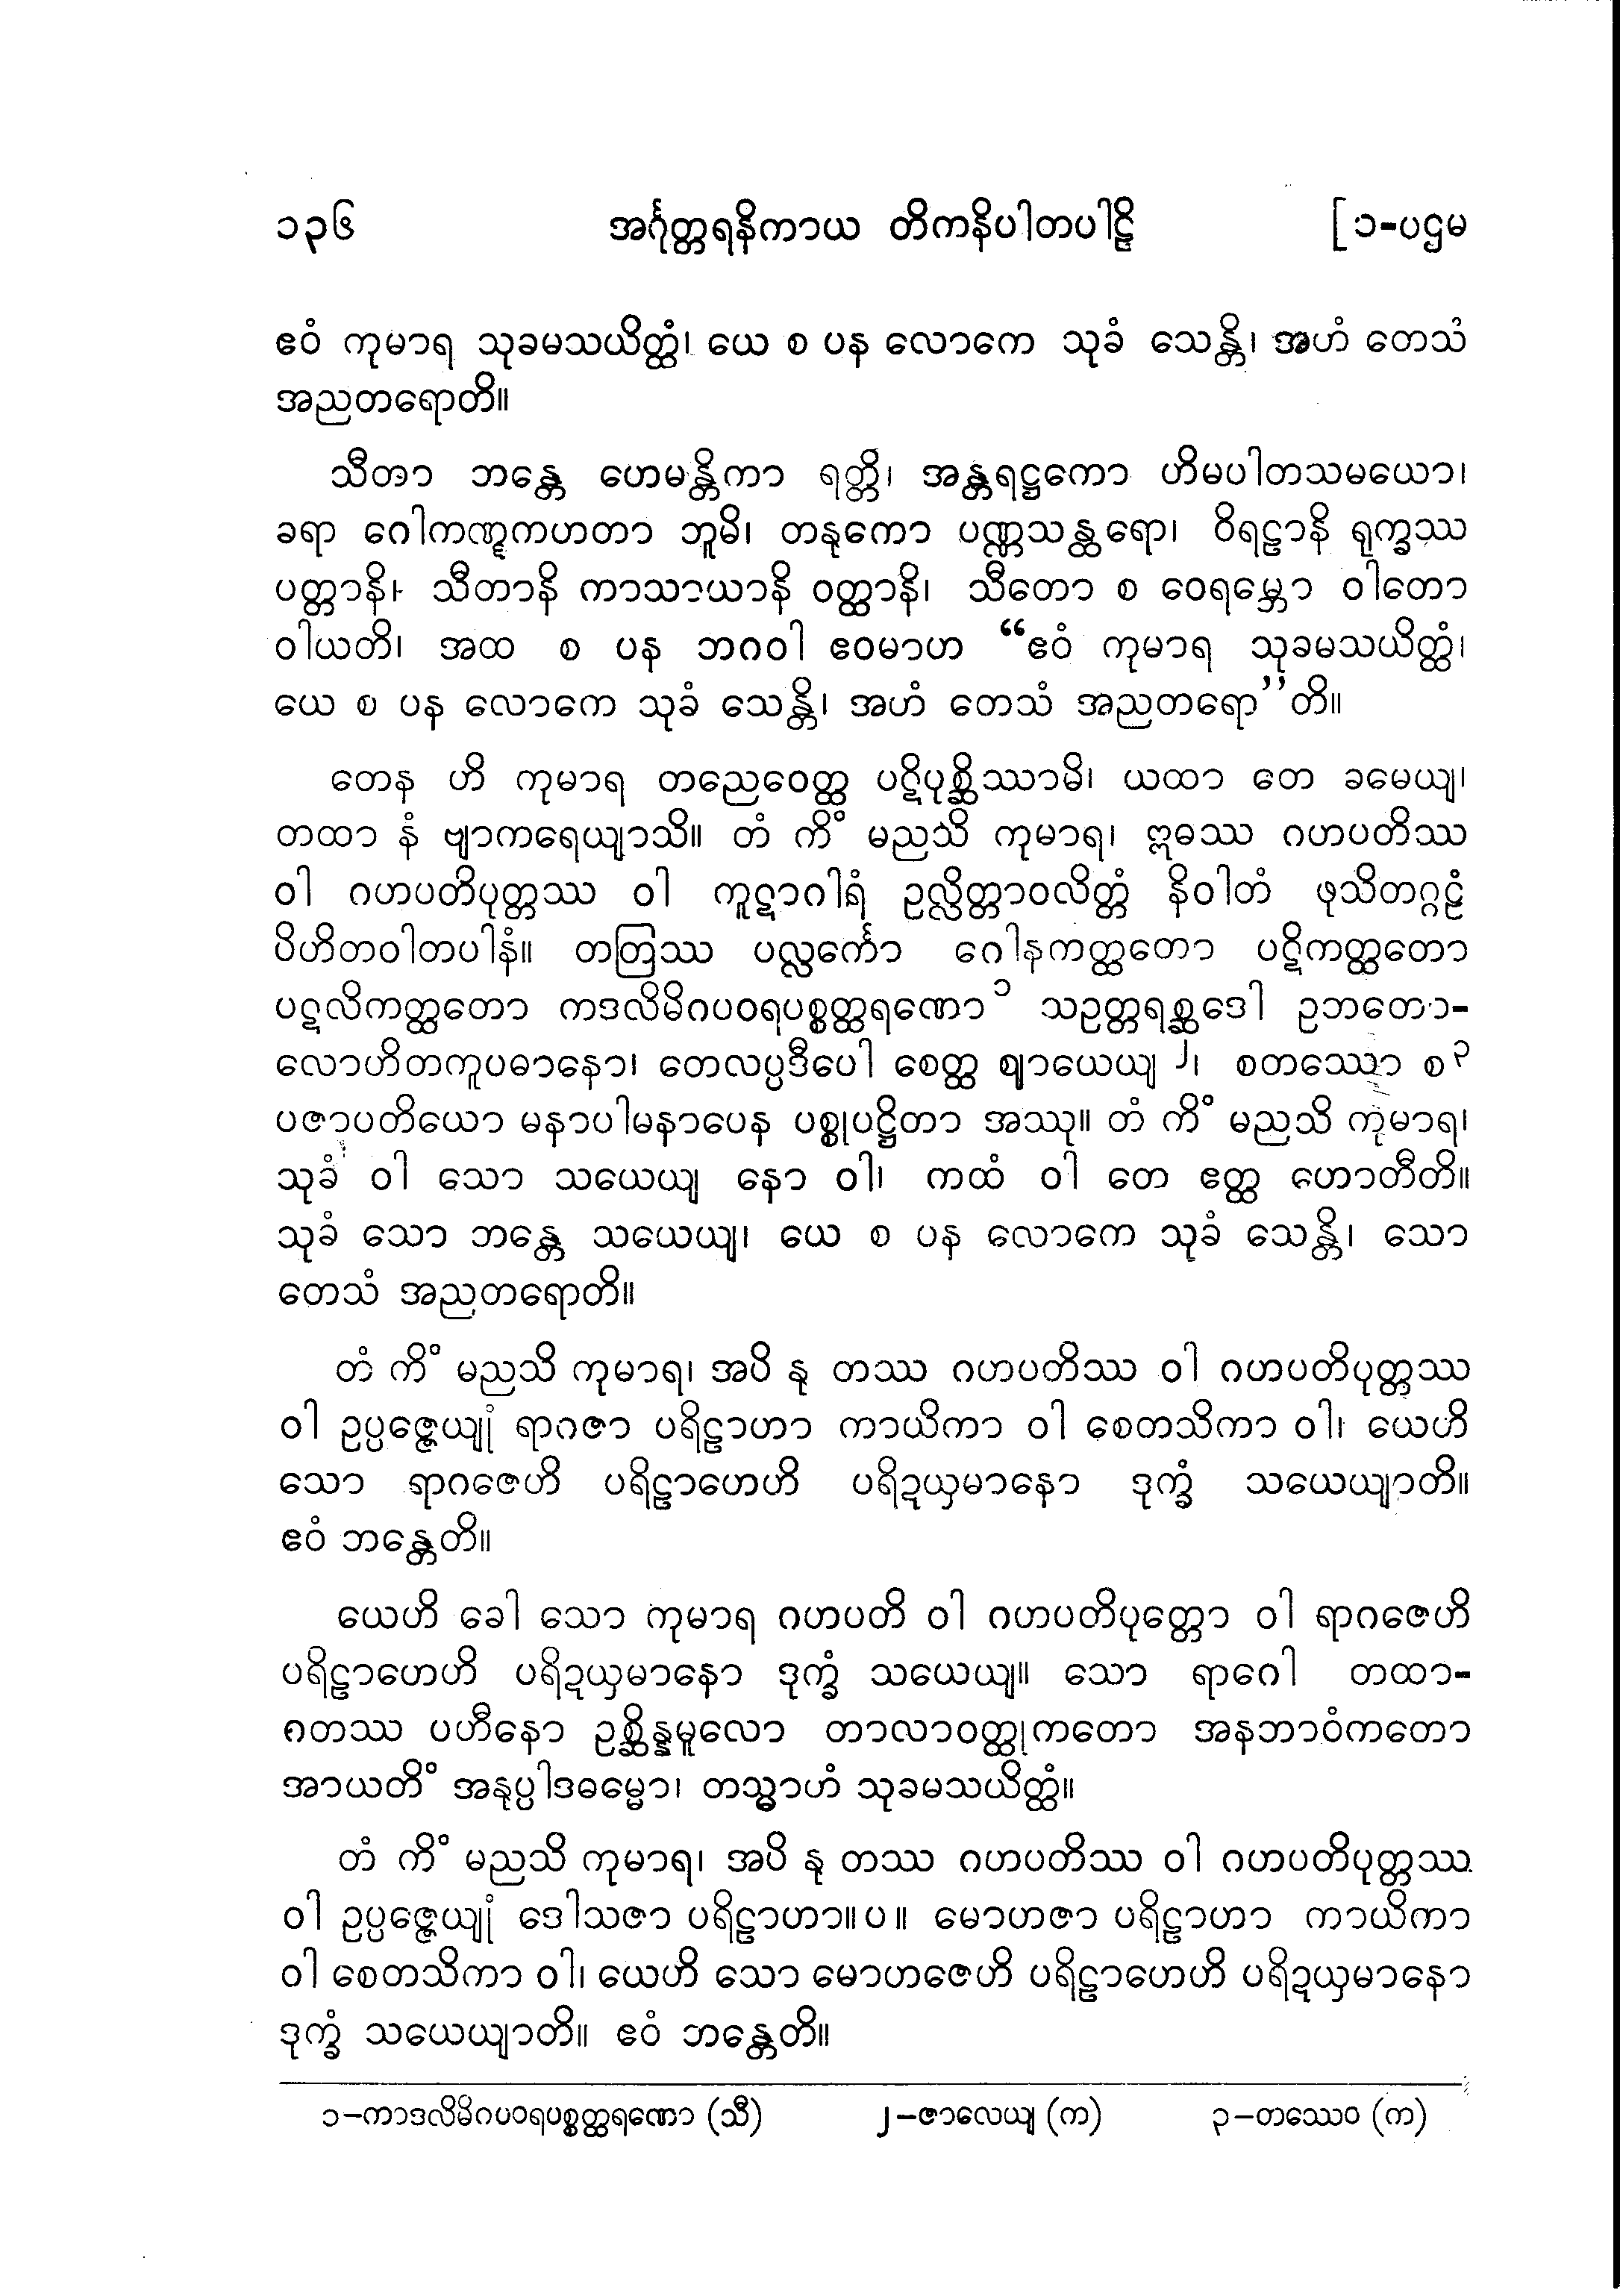 ၁၃၆ အင်္ဂုတ္တရနိကာယ တိကနိပါတပါဠိ [၁-ပဌမ
ဧဝံ ကုမာရ သုခမသယိတ္ထံ၊ ယေ စ ပန လောကေ သုခံ သေန္တိ၊ အဟံ တေသံ
အညတရောတိ။
သီတာ ဘန္တေ ဟေမန္တိကာ ရတ္တိ၊ အန္တရဋ္ဌကော ဟိမပါတသမယော၊
ခရာ ဂေါကဏ္ဋကဟတာ ဘူမိ၊ တနုကော ပဏ္ဏသန္ထရော၊ ဝိရဠာနိ ရုက္ခဿ
ပတ္တာနိ၊ သီတာနိ ကာသာယာနိ ဝတ္ထာနိ၊ သီတော စ ဝေရမ္ဘော ဝါတော
ဝါယတိ၊ အထ စ ပန ဘဂဝါ ဧဝမာဟ “ဧဝံ ကုမာရ သုခမသယိတ္ထံ၊
ယေ စ ပန လောကေ သုခံ သေန္တိ၊ အဟံ တေသံ အညတရော”တိ။
တေန ဟိ ကုမာရ တညေဝေတ္ထ ပဋိပုစ္ဆိဿာမိ၊ ယထာ တေ ခမေယျ၊
တထာ နံ ဗျာကရေယျာသိ။ တံ ကိံ မညသိ ကုမာရ၊ ဣဓဿ ဂဟပတိဿ
ဝါ ဂဟပတိပုတ္တဿ ဝါ ကူဋာဂါရံ ဥလ္လိတ္တာဝလိတ္တံ နိဝါတံ ဖုသိတဂ္ဂဠံ
ပိဟိတဝါတပါနံ။ တတြဿ ပလ္လင်္ကော ဂေါနကတ္ထတော ပဋိကတ္ထတော
ပဋလိကတ္ထတော ကဒလိမိဂပဝရပစ္စတ္ထရဏော၁ သဥတ္တရစ္ဆဒေါ ဥဘတော-
လောဟိတကူပဓာနော၊ တေလပ္ပဒီပေါ စေတ္ထ ဈာယေယျ၂၊ စတဿော စ၃
ပဇာပတိယော မနာပါမနာပေန ပစ္စုပဋ္ဌိတာ အဿု။ တံ ကိံ မညသိ ကုမာရ၊
သုခံ ဝါ သော သယေယျ နော ဝါ၊ ကထံ ဝါ တေ ဧတ္ထ ဟောတီတိ။
သုခံ သော ဘန္တေ သယေယျ၊ ယေ စ ပန လောကေ သုခံ သေန္တိ၊ သော
တေသံ အညတရောတိ။
တံ ကိံ မညသိ ကုမာရ၊ အပိ နု တဿ ဂဟပတိဿ ဝါ ဂဟပတိပုတ္တဿ
ဝါ ဥပ္ပဇ္ဇေယျုံ ရာဂဇာ ပရိဠာဟာ ကာယိကာ ဝါ စေတသိကာ ဝါ၊ ယေဟိ
သော ရာဂဇေဟိ ပရိဠာဟေဟိ ပရိဍယှမာနော ဒုက္ခံ သယေယျာတိ။
ဧဝံ ဘန္တေတိ။
ယေဟိ ခေါ သော ကုမာရ ဂဟပတိ ဝါ ဂဟပတိပုတ္တော ဝါ ရာဂဇေဟိ
ပရိဠာဟေဟိ ပရိဍယှမာနော ဒုက္ခံ သယေယျ။ သော ရာဂေါ တထာ-
ဂတဿ ပဟီနော ဥစ္ဆိန္နမူလော တာလာဝတ္ထုကတော အနဘာဝံကတော
အာယတိံ အနုပ္ပါဒဓမ္မော၊ တသ္မာဟံ သုခမသယိတ္ထံ။
တံ ကိံ မညသိ ကုမာရ၊ အပိ နု တဿ ဂဟပတိဿ ဝါ ဂဟပတိပုတ္တဿ
ဝါ ဥပ္ပဇ္ဇေယျုံ ဒေါသဇာ ပရိဠာဟာ။ပ။ မောဟဇာ ပရိဠာဟာ ကာယိကာ
ဝါ စေတသိကာ ဝါ၊ ယေဟိ သော မောဟဇေဟိ ပရိဠာဟေဟိ ပရိဍယှမာနော
ဒုက္ခံ သယေယျာတိ။ ဧဝံ ဘန္တေတိ။
၁-ကာဒလိမိဂပဝရပစ္စတ္ထရဏော (သီ) ၂-ဇာလေယျ (က) ၃-တဿေဝ (က)